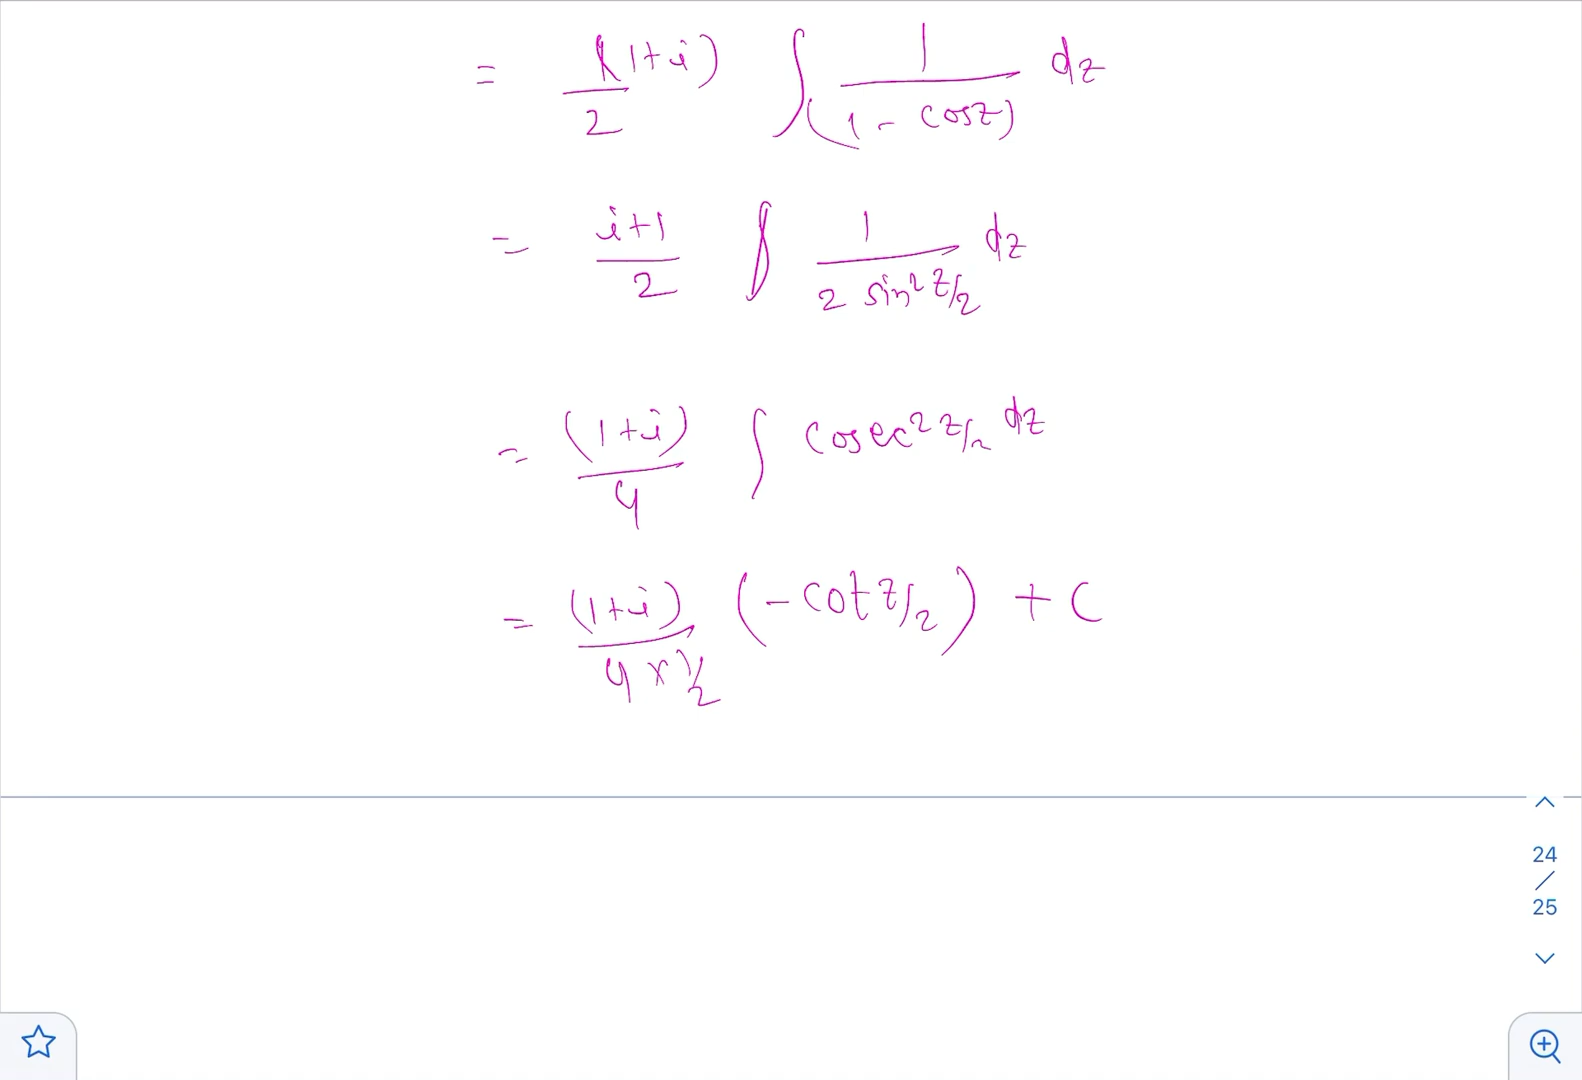 = (1+i)/2 ∫ 1/(1 - cosz) dz
= i+1/2 ∫ 1/2 sin² z/2 dz
= (1+i)/4 ∫ cosec² z/2 dz
= (1+i)/4 x 1/2 (-cot z/2) + C
24
/
25